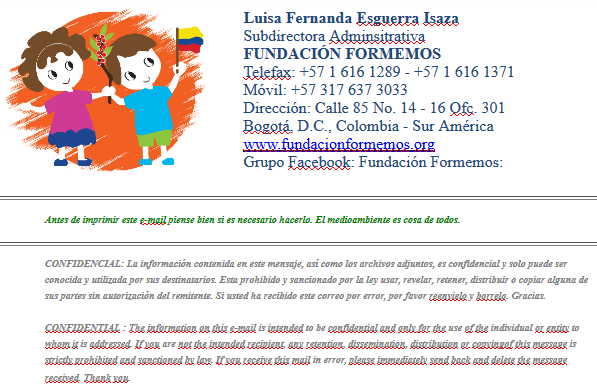 Luisa Fernanda Esguerra Isaza
Subdirectora Adminsitrativa
FUNDACIÓN FORMEMOS
Telefax: +57 1 616 1289 - +57 1 616 1371
Móvil: +57 317 637 3033
Dirección: Calle 85 No. 14 - 16 Ofc. 301
Bogotá, D.C., Colombia - Sur América
www.fundacionformemos.org
Grupo Facebook: Fundación Formemos:
Antes de imprimir este e-mail piense bien si es necesario hacerlo. El medioambiente es cosa de todos.
CONFIDENCIAL: La información contenida en este mensaje, así como los archivos adjuntos, es confidencial y solo puede ser
conocida y utilizada por sus destinatarios. Esta prohibido y sancionado por la ley usar, revelar, retener, distribuir o copiar alguna de
sus partes sin autorización del remitente. Si usted ha recibido este correo por error, por favor reenvielo y borrelo. Gracias.
CONFIDENTIAL : The information on this e-mail is intended to be confidential and only for the use of the individual or entity to
whom it is addressed. If you are not the intended recipient, any retention, dissemination, distribution or copyingof this message is
strictly prohibited and sanctioned by law. If you receive this mail in error, please immediately send back and delete the message
received. Thank you